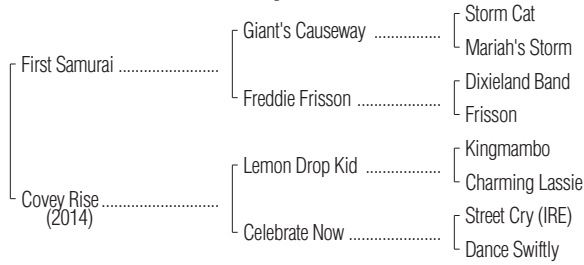 Storm Cat
Giant's Causeway ................
Mariah's Storm
First Samurai ........................
Dixieland Band
Freddie Frisson ....................
Frisson
Kingmambo
Lemon Drop Kid ..................
Charming Lassie
Covey Rise ............................
(2014)
Street Cry (IRE)
Celebrate Now ......................
Dance Swiftly